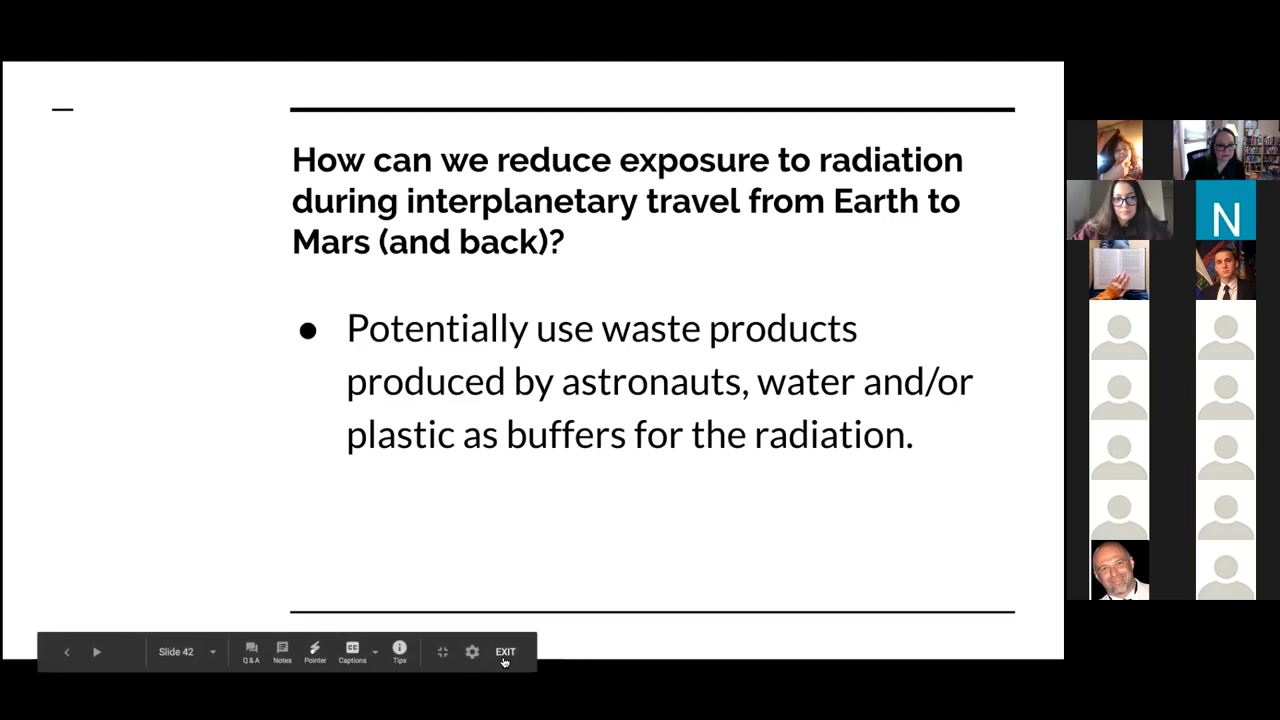 How can we reduce exposure to radiation
during interplanetary travel from Earth to
Mars (and back)?
● Potentially use waste products
produced by astronauts, water and/or
plastic as buffers for the radiation.
N
Slide 42
Q & A
Notes
Pointer
CC
Captions
Tips
EXIT